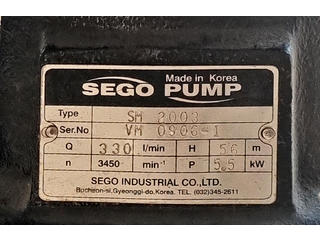 Made in Korea
SEGO PUMP
Type SM 2003
Ser.No VM 0906-1
Q 330 l/min H 56 m
n 3450 min⁻¹ P 5.5 kW
SEGO INDUSTRIAL CO.,LTD.
Bucheon-si,Gyeonggi-do,Korea. TEL. (032)345-2611